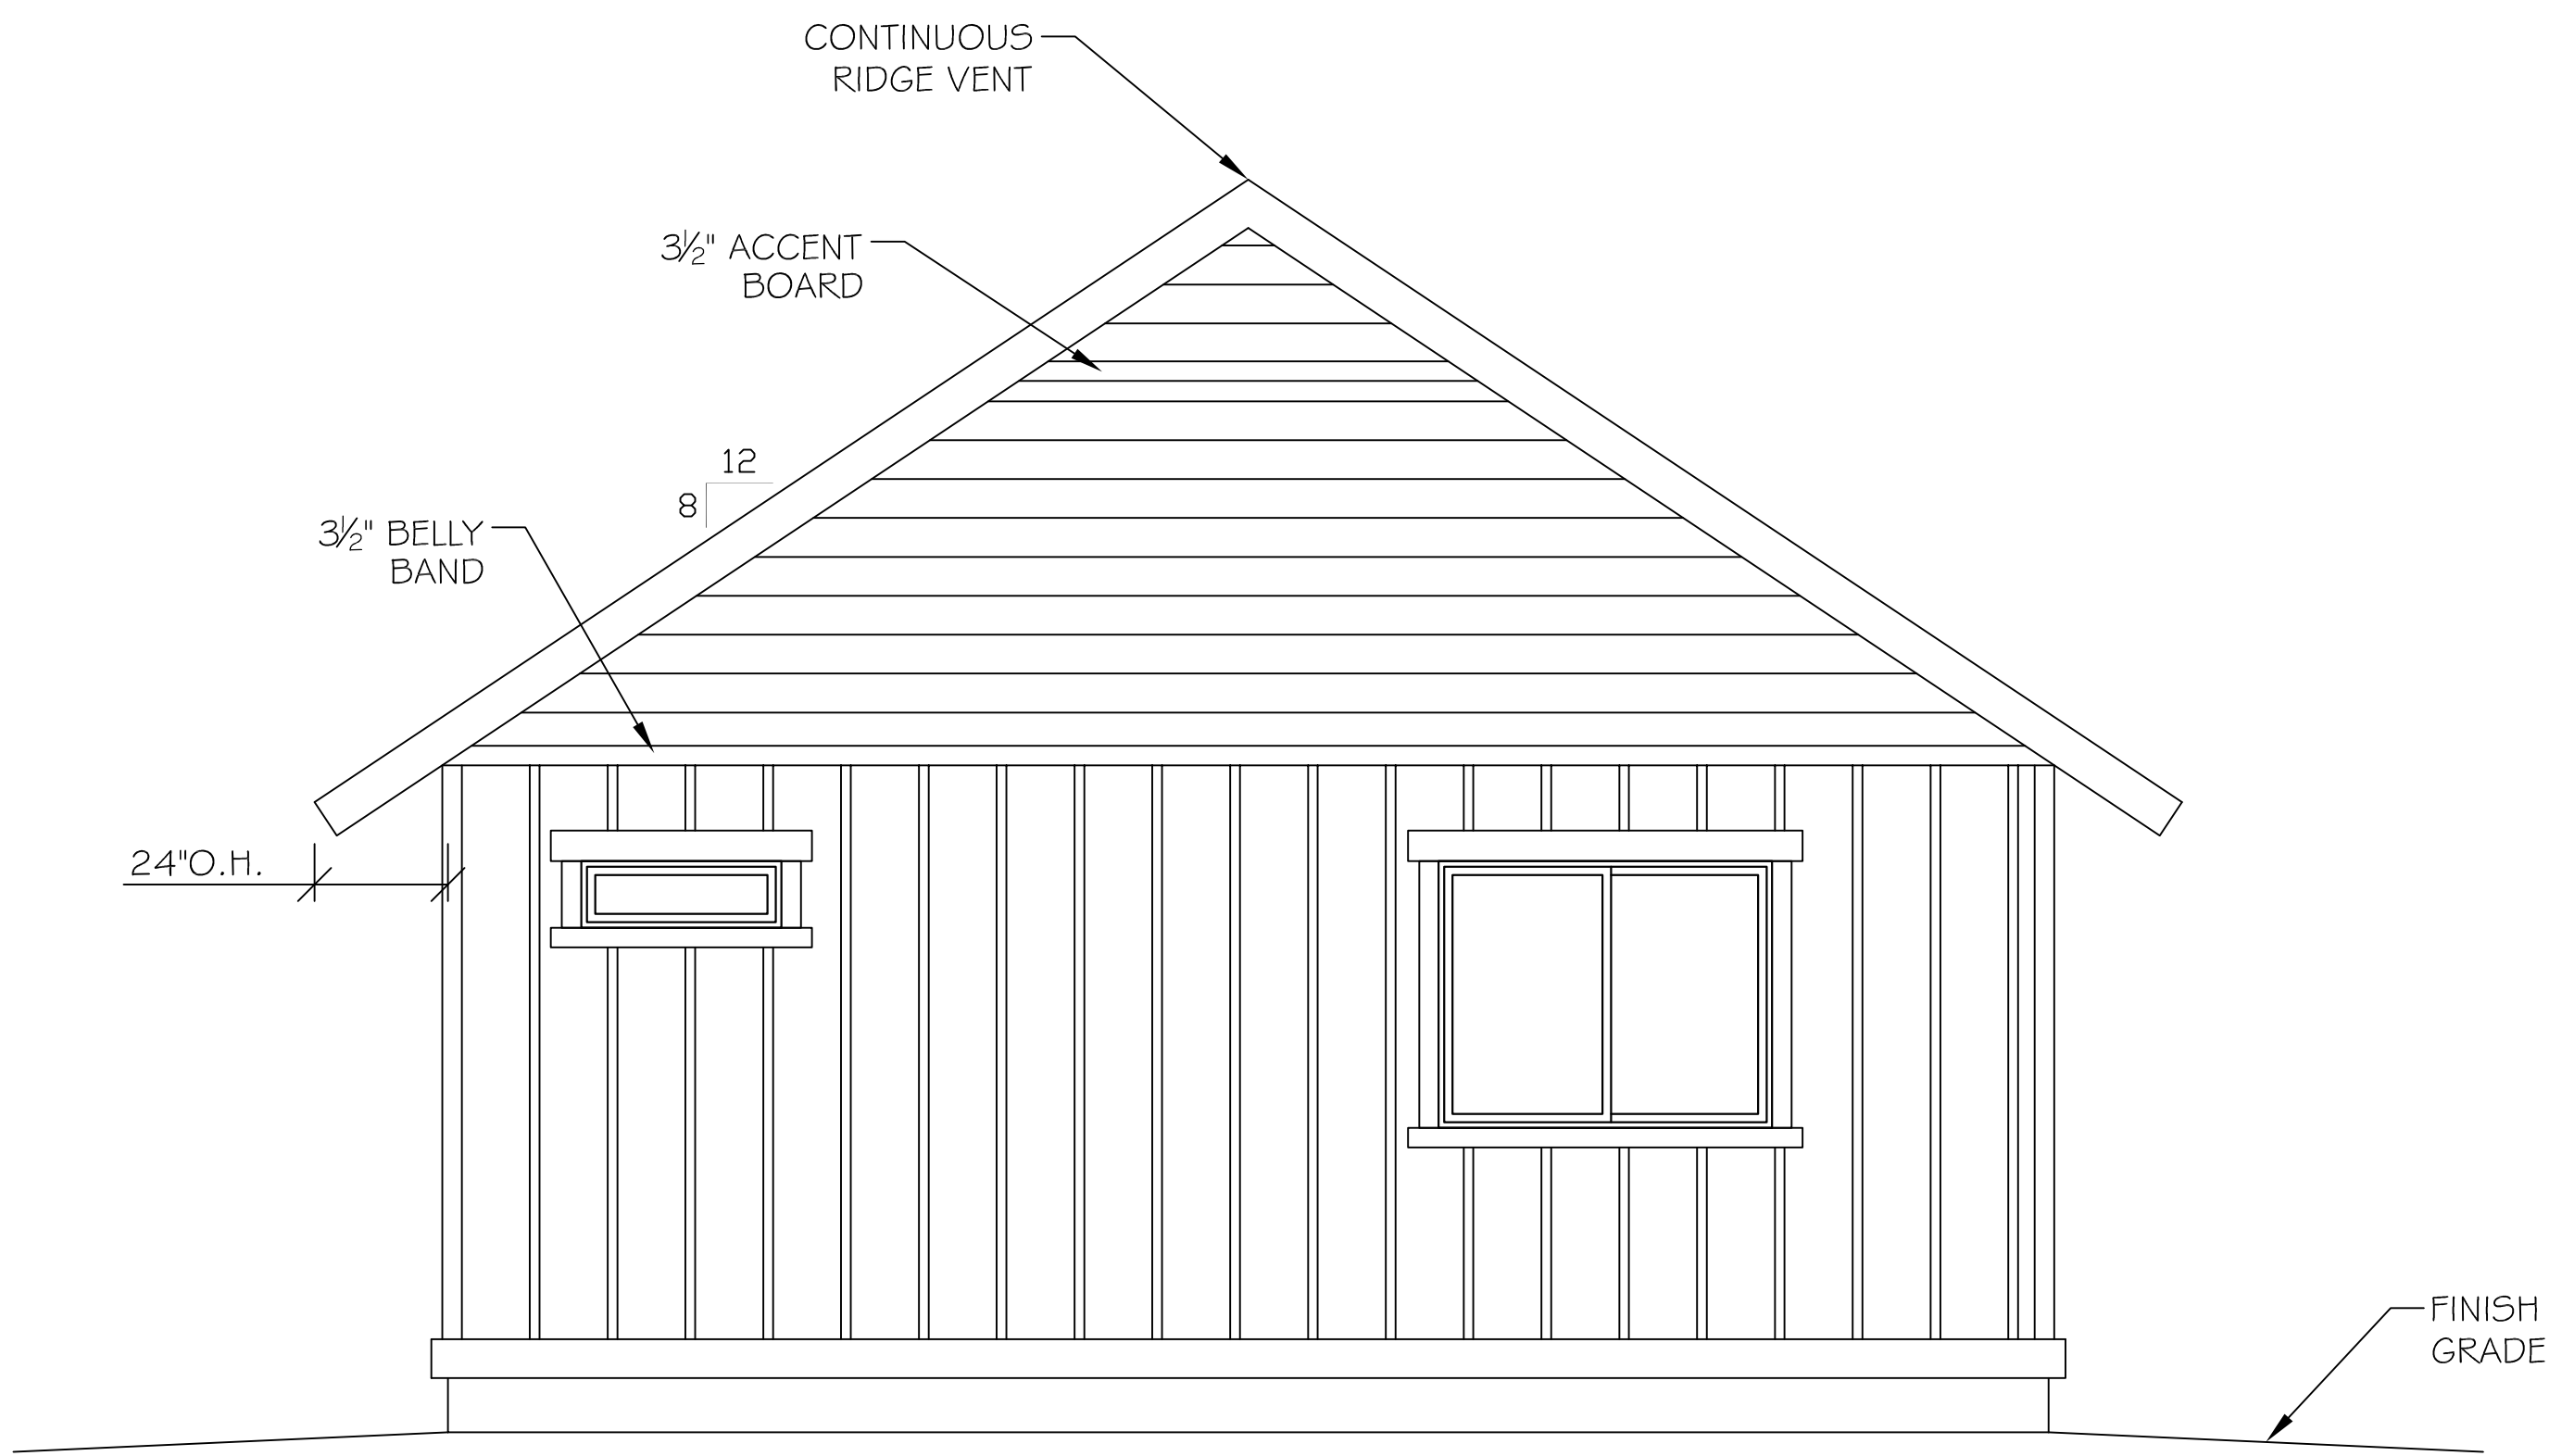 CONTINUOUS
RIDGE VENT
3½" ACCENT
BOARD
12
8
3½" BELLY
BAND
24"O.H.
FINISH
GRADE